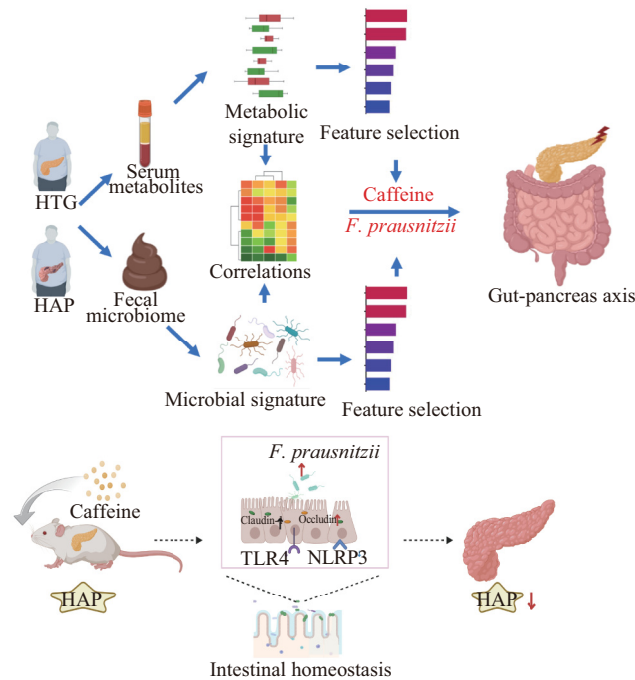 HTG
HAP
Serum
metabolites
Fecal
microbiome
Metabolic
signature
Correlations
Microbial signature
Feature selection
Caffeine
F. prausnitzii
Feature selection
Gut-pancreas axis
Caffeine
HAP
F. prausnitzii
Claudin
Occludin
TLR4
NLRP3
Intestinal homeostasis
HAP